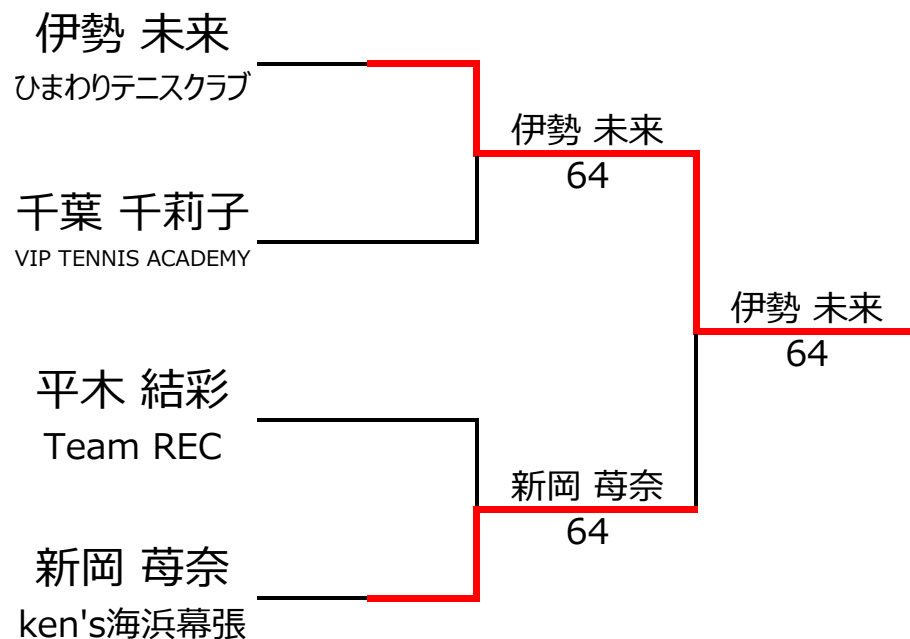 伊勢 未来
ひまわりテニスクラブ
伊勢 未来
64
千葉 千莉子
VIP TENNIS ACADEMY
伊勢 未来
64
平木 結彩
Team REC
新岡 苺奈
64
新岡 苺奈
ken's海浜幕張